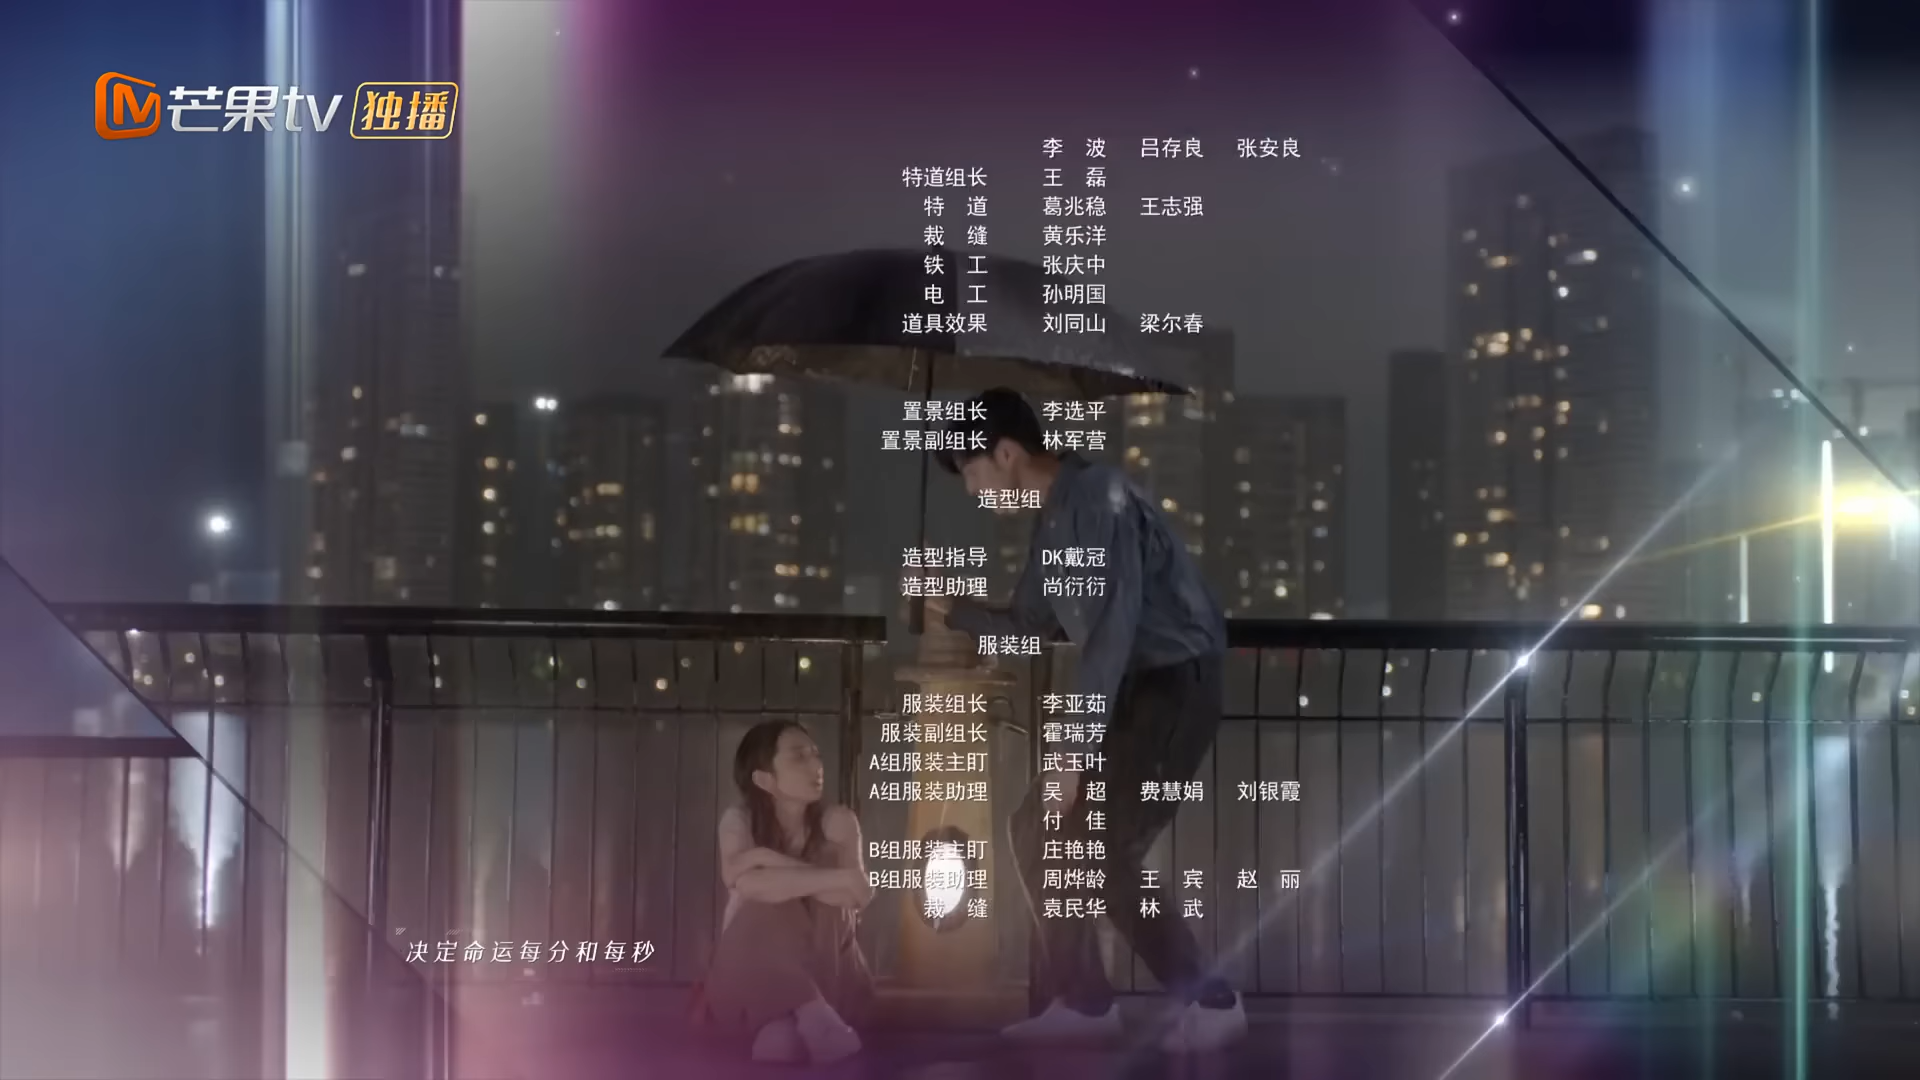 芒果tv 独播
李 波 吕存良 张安良
特道组长 王 磊
特 道 葛兆稳 王志强
裁 缝 黄乐洋
铁 工 张庆中
电 工 孙明国
道具效果 刘同山 梁尔春
置景组长 李选平
置景副组长 林军营
造型组
造型指导 DK戴冠
造型助理 尚衍衍
服装组
服装组长 李亚茹
服装副组长 霍瑞芳
A组服装主盯 武玉叶
A组服装助理 吴 超 费慧娟 刘银霞
付 佳
B组服装主盯 庄艳艳
B组服装助理 周烨龄 王 宾 赵 丽
裁 缝 袁民华 林 武
决定命运每分和每秒